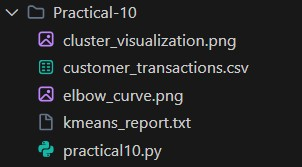 Practical-10
cluster_visualization.png
customer_transactions.csv
elbow_curve.png
kmeans_report.txt
practical10.py